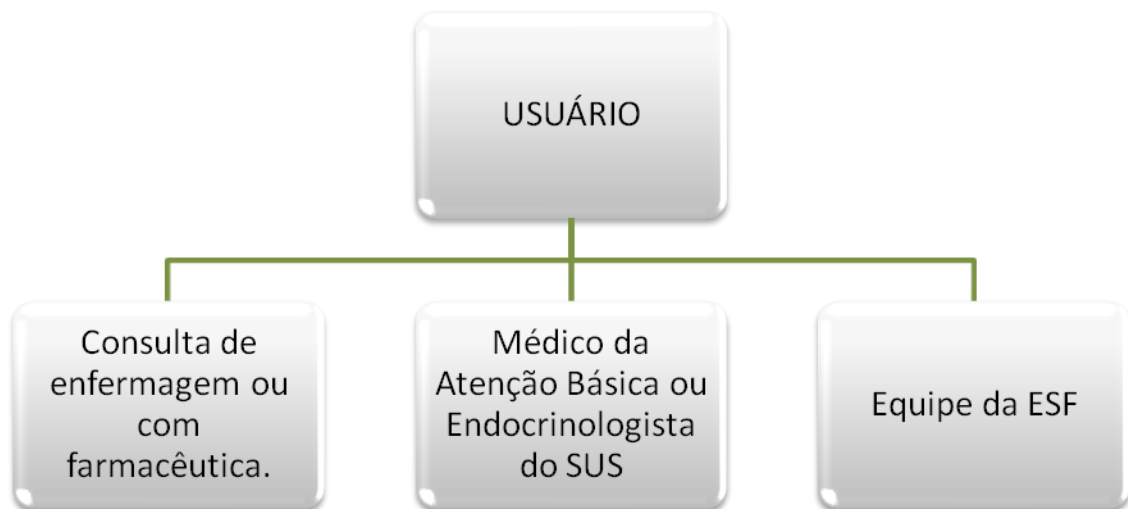 USUÁRIO
Consulta de
enfermagem ou
com
farmacêutica.
Médico da
Atenção Básica ou
Endocrinologista
do SUS
Equipe da ESF